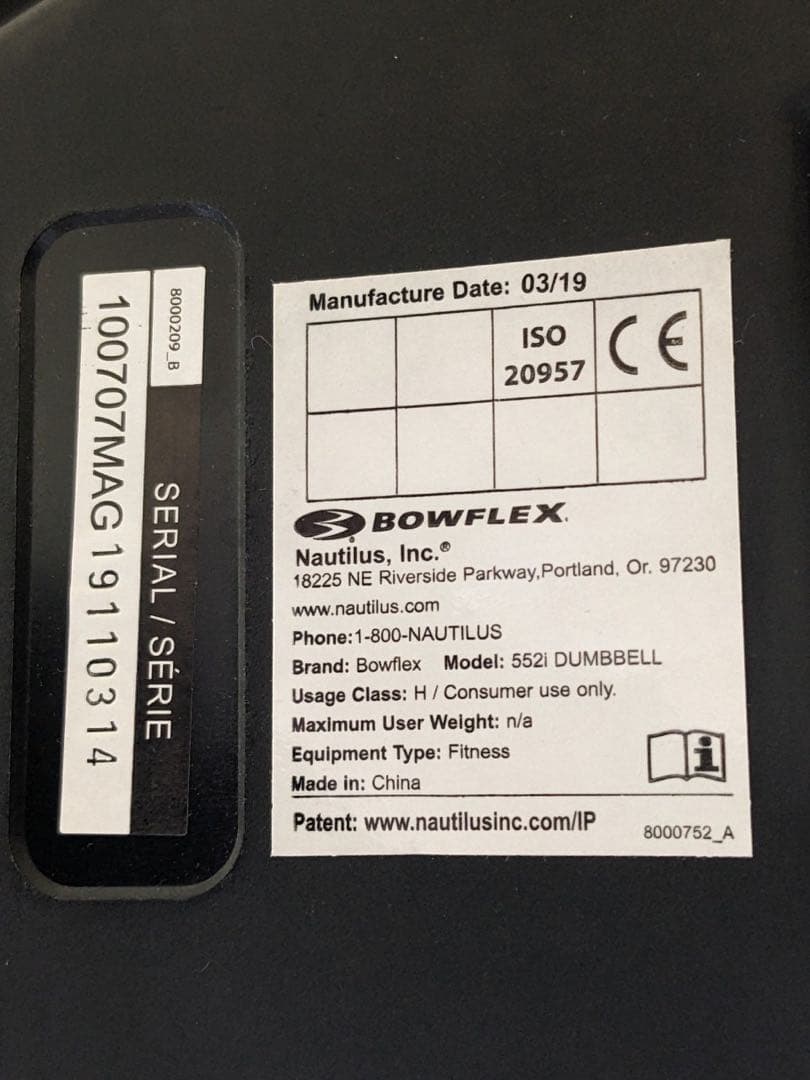 8000209_B
100707MAG19110314
SERIAL / SÉRIE
Manufacture Date: 03/19
ISO
20957
CE
BOWFLEX.
Nautilus, Inc.®
18225 NE Riverside Parkway,Portland, Or. 97230
www.nautilus.com
Phone:1-800-NAUTILUS
Brand: Bowflex Model: 552i DUMBBELL
Usage Class: H / Consumer use only.
Maximum User Weight: n/a
Equipment Type: Fitness
Made in: China
Patent: www.nautilusinc.com/IP
8000752_A